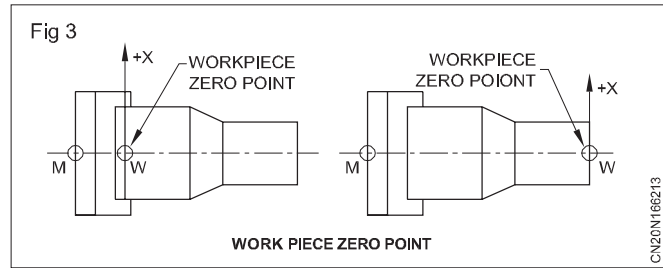 Fig 3
+X
WORKPIECE
ZERO POINT
M
W
WORKPIECE
ZERO POIONT
+X
M
W
WORK PIECE ZERO POINT
CN20N166213